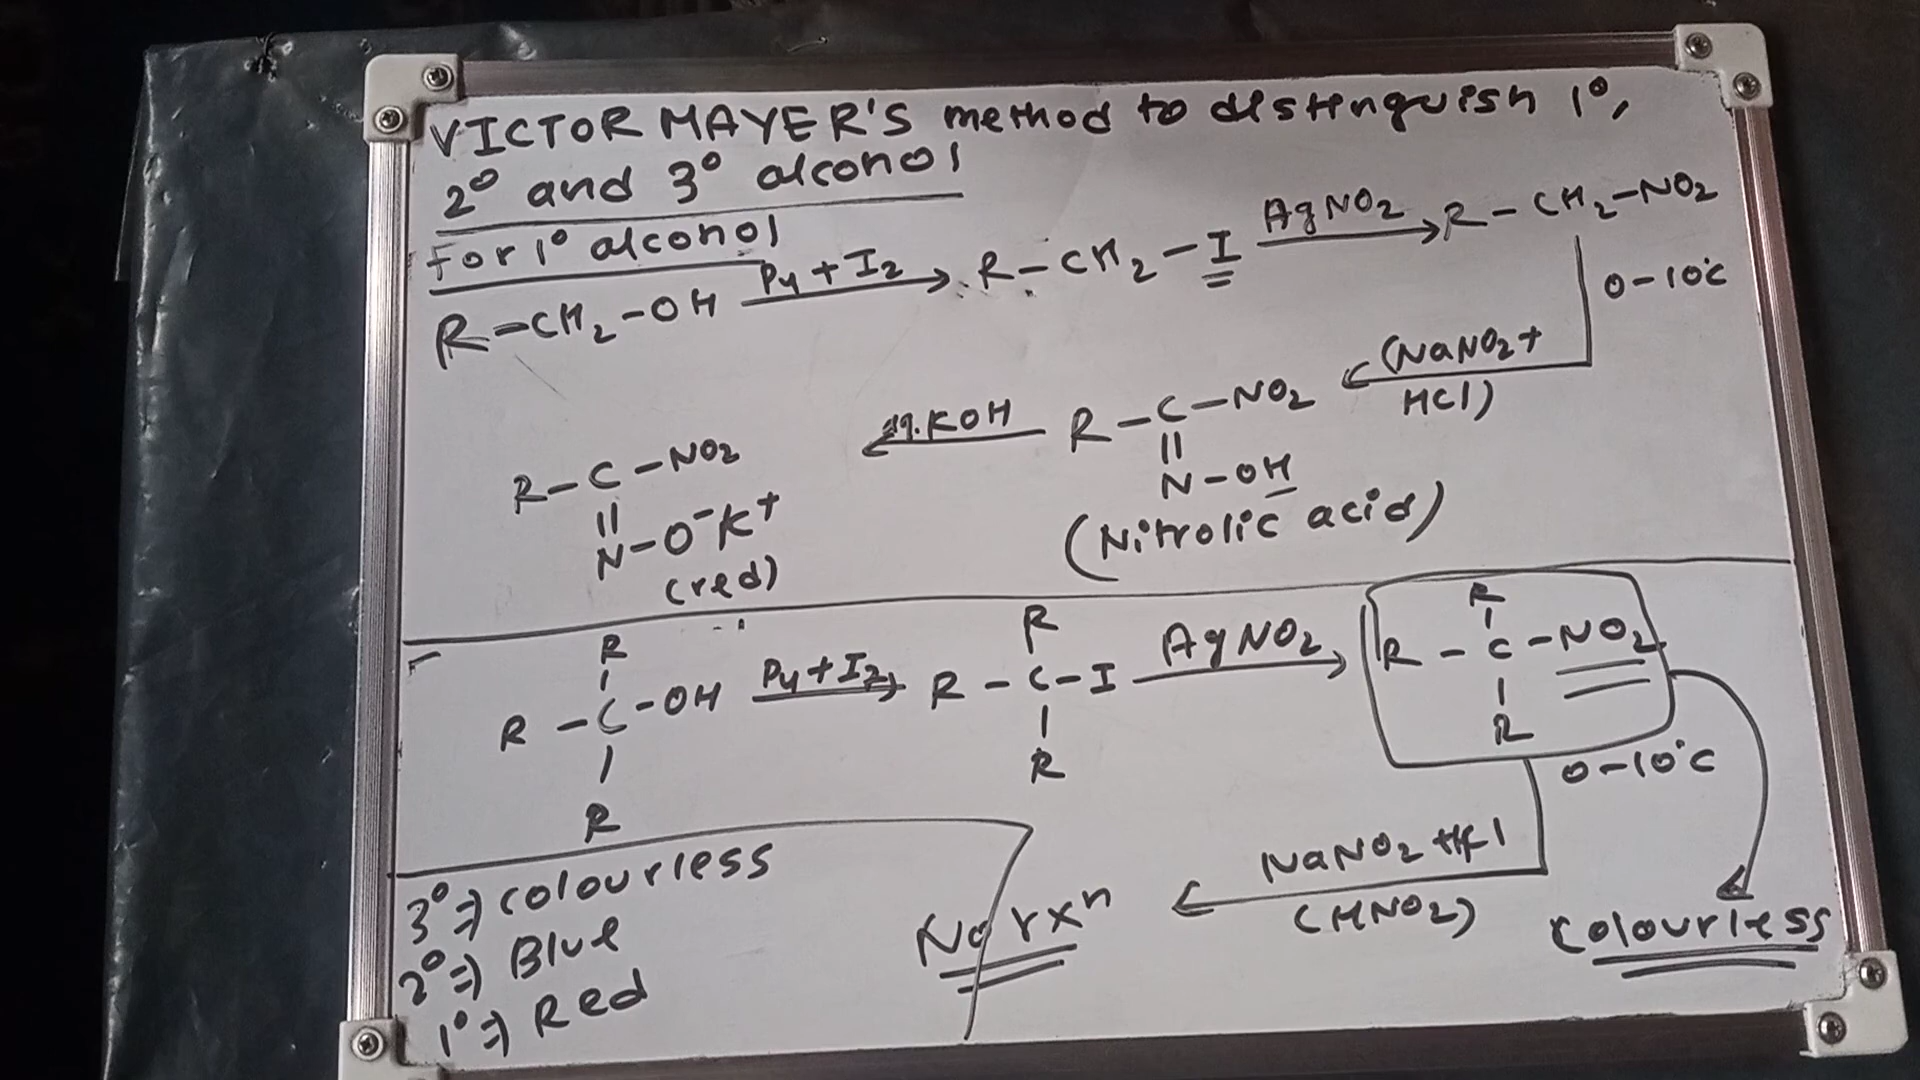 VICTOR MAYER'S method to distinguish 1°,
2° and 3° alcohol
For 1° alcohol
R-CH2-OH P4+I2 → R-CH2-I AgNO2 → R-CH2-NO2
0-10°C
(NaNO2+
HCl)
R-C-NO2
||
N-OH
(Nitrolic acid)
aq.KOH
R-C-NO2
||
N-O-K+
(red)
R
R-C-OH P4+I2 → R-C-I AgNO2 → R-C-NO2
R
0-10°C
NaNO2+HCl
(HNO2)
No rxn
Colourless
3° => colourless
2° => Blue
1° => Red